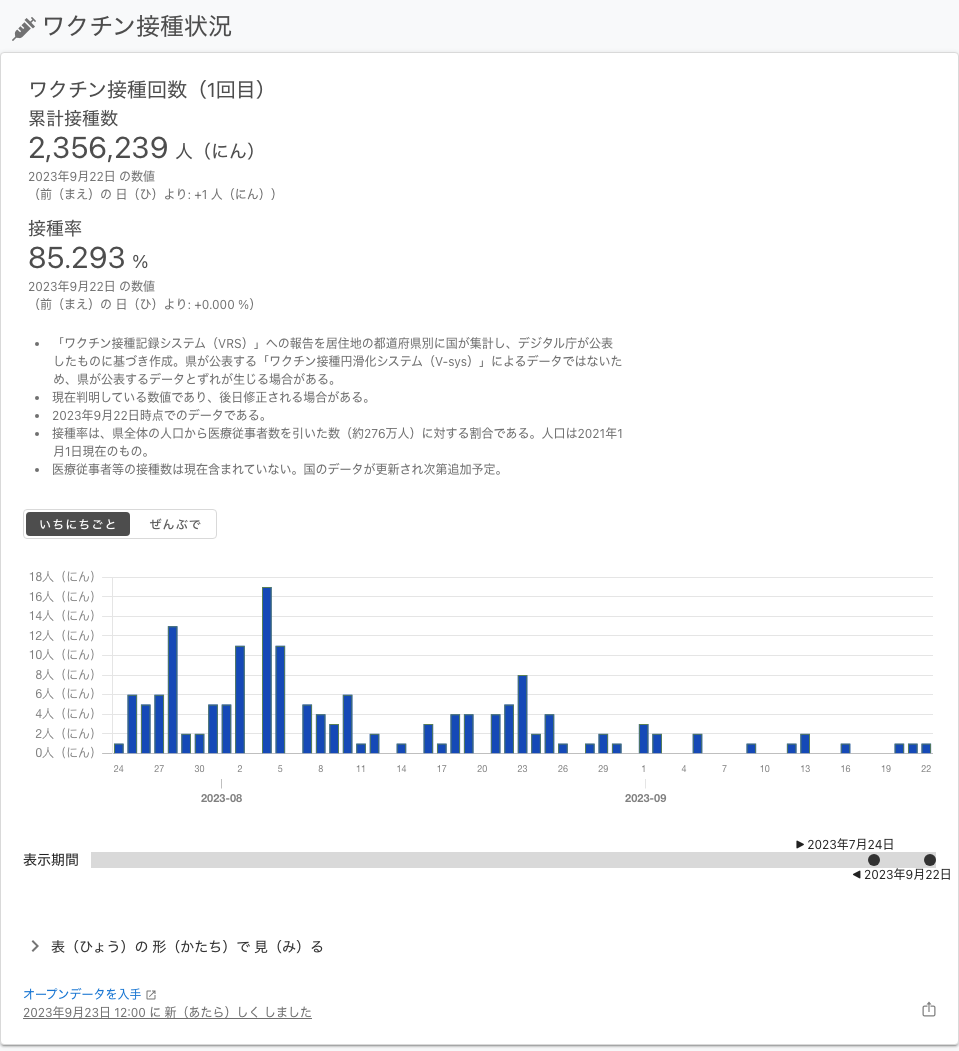 ワクチン接種状況
ワクチン接種回数（1回目）
累計接種数
2,356,239 人（にん）
2023年9月22日 の数値
（前（まえ）の 日（ひ）より: +1 人（にん））
接種率
85.293 %
2023年9月22日 の数値
（前（まえ）の 日（ひ）より: +0.000 %）
• 「ワクチン接種記録システム（VRS）」への報告を居住地の都道府県別に国が集計し、デジタル庁が公表
したものに基づき作成。県が公表する「ワクチン接種円滑化システム（V-sys）」によるデータではないた
め、県が公表するデータとずれが生じる場合がある。
• 現在判明している数値であり、後日修正される場合がある。
• 2023年9月22日時点でのデータである。
• 接種率は、県全体の人口から医療従事者数を引いた数（約276万人）に対する割合である。人口は2021年1
月1日現在のもの。
• 医療従事者等の接種数は現在含まれていない。国のデータが更新され次第追加予定。
いちにちごと ぜんぶで
18人（にん）
16人（にん）
14人（にん）
12人（にん）
10人（にん）
8人（にん）
6人（にん）
4人（にん）
2人（にん）
0人（にん）
24 27 30 2 5 8 11 14 17 20 23 26 29 1 4 7 10 13 16 19 22
2023-08 2023-09
▶ 2023年7月24日
表示期間
◀ 2023年9月22日
表（ひょう）の 形（かたち）で 見（み）る
オープンデータを入手
2023年9月23日 12:00 に 新（あたら）しく しました